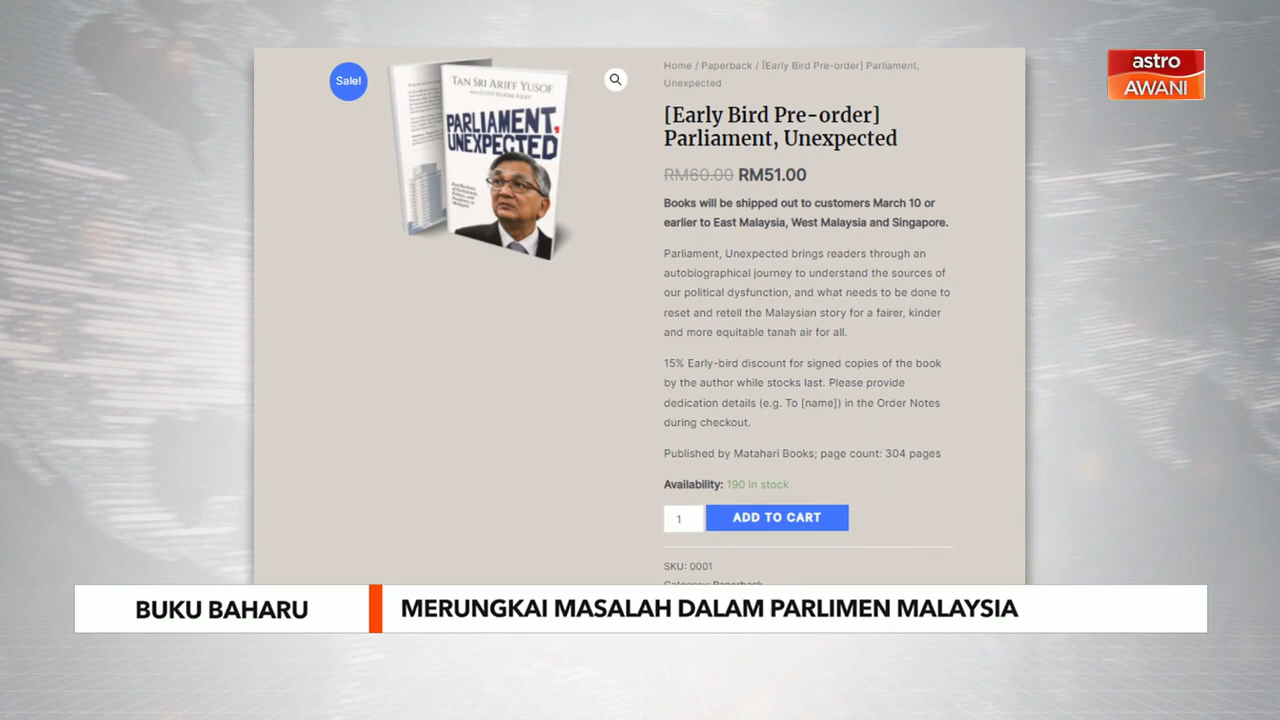 astro
AWANI
Sale!
TAN SRI ARIFF YUSOF
PARLIAMENT,
UNEXPECTED
Home / Paperback / [Early Bird Pre-order] Parliament,
Unexpected
[Early Bird Pre-order]
Parliament, Unexpected
RM60.00 RM51.00
Books will be shipped out to customers March 10 or
earlier to East Malaysia, West Malaysia and Singapore.
Parliament, Unexpected brings readers through an
autobiographical journey to understand the sources of
our political dysfunction, and what needs to be done to
reset and retell the Malaysian story for a fairer, kinder
and more equitable tanah air for all.
15% Early-bird discount for signed copies of the book
by the author while stocks last. Please provide
dedication details (e.g. To [name]) in the Order Notes
during checkout.
Published by Matahari Books; page count: 304 pages
Availability: 190 in stock
1 ADD TO CART
SKU: 0001
Category: Paperback
BUKU BAHARU
MERUNGKAI MASALAH DALAM PARLIMEN MALAYSIA